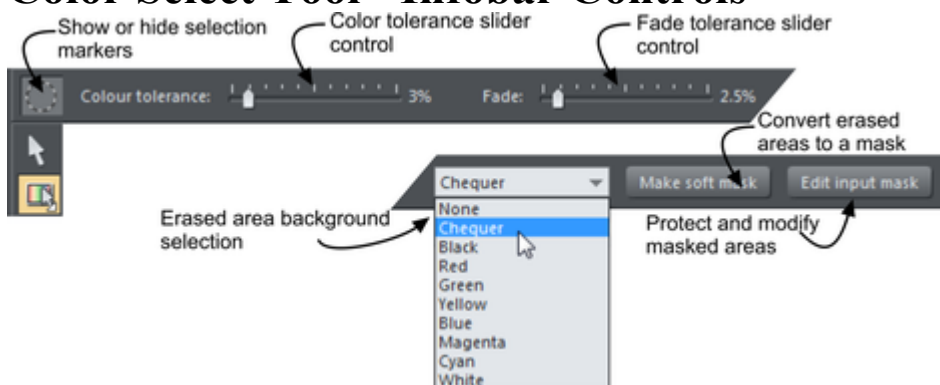 Color Select Tool Infobar Controls
Show or hide selection
markers
Color tolerance slider
control
Fade tolerance slider
control
Colour tolerance:
3%
Fade:
2.5%
Convert erased
areas to a mask
Chequer
Make soft mask
Edit input mask
Erased area background
selection
Protect and modify
masked areas
None
Chequer
Black
Red
Green
Yellow
Blue
Magenta
Cyan
White